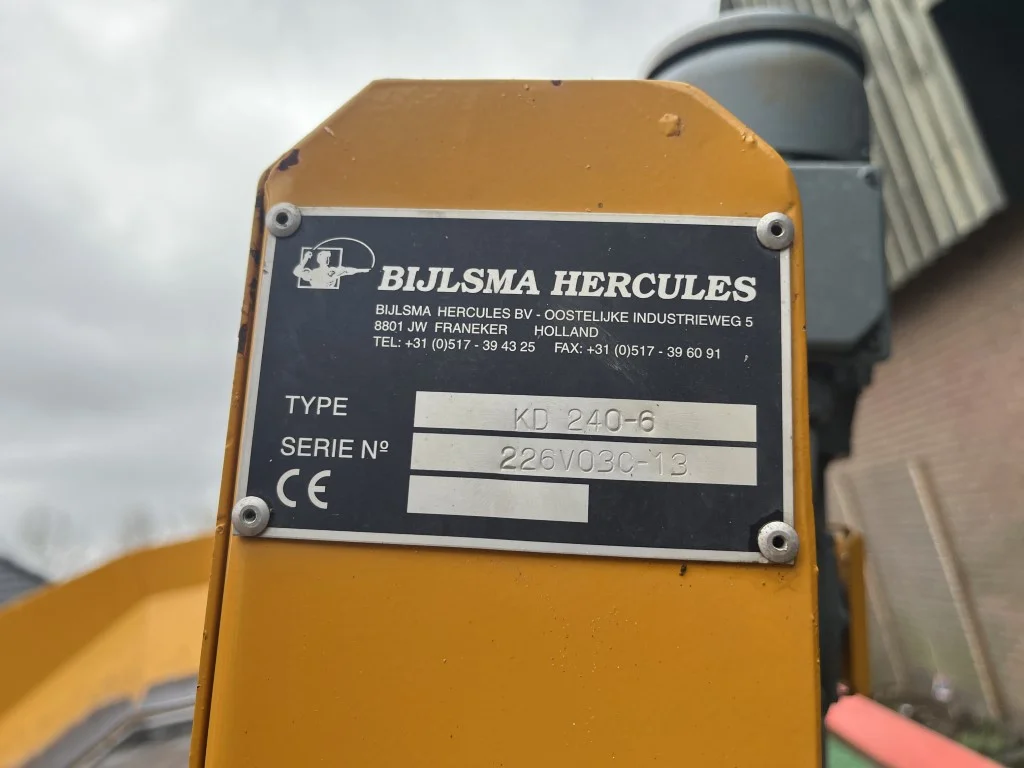 BIJLSMA HERCULES
BIJLSMA HERCULES BV - OOSTELIJKE INDUSTRIEWEG 5
8801 JW FRANEKER HOLLAND
TEL: +31 (0)517 - 39 43 25 FAX: +31 (0)517 - 39 60 91
TYPE KD 240-6
SERIE Nº 226V03C-13
CE